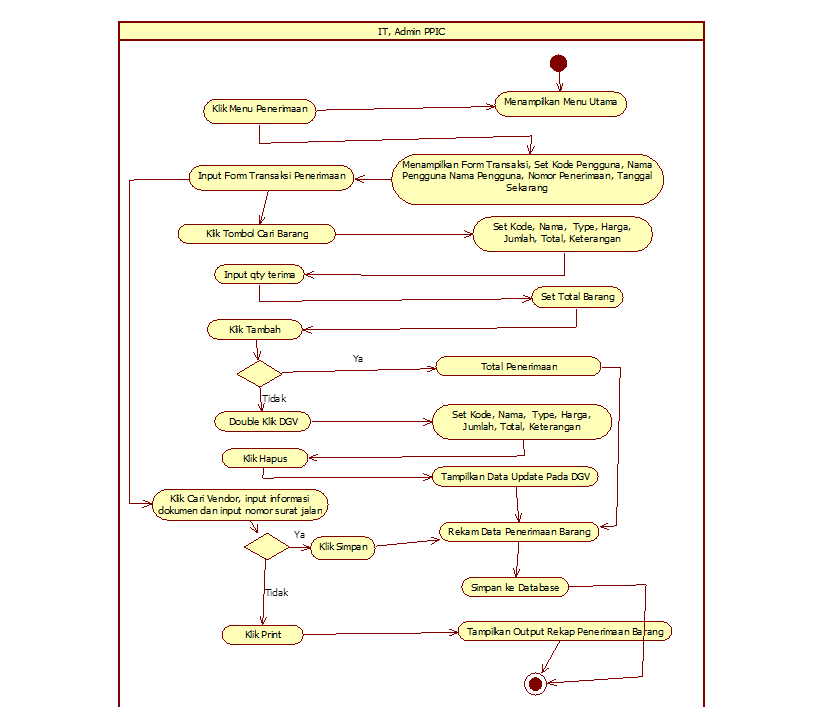 IT, Admin PPIC
Menampilkan Menu Utama
Klik Menu Penerimaan
Menampilkan Form Transaksi, Set Kode Pengguna, Nama
Pengguna Nama Pengguna, Nomor Penerimaan, Tanggal
Sekarang
Input Form Transaksi Penerimaan
Klik Tombol Cari Barang
Set Kode, Nama, Type, Harga,
Jumlah, Total, Keterangan
Input qty terima
Set Total Barang
Klik Tambah
Ya
Total Penerimaan
Tidak
Double Klik DGV
Set Kode, Nama, Type, Harga,
Jumlah, Total, Keterangan
Klik Hapus
Tampilkan Data Update Pada DGV
Klik Cari Vendor, input informasi
dokumen dan input nomor surat jalan
Rekam Data Penerimaan Barang
Ya
Klik Simpan
Simpan ke Database
Tidak
Klik Print
Tampilkan Output Rekap Penerimaan Barang